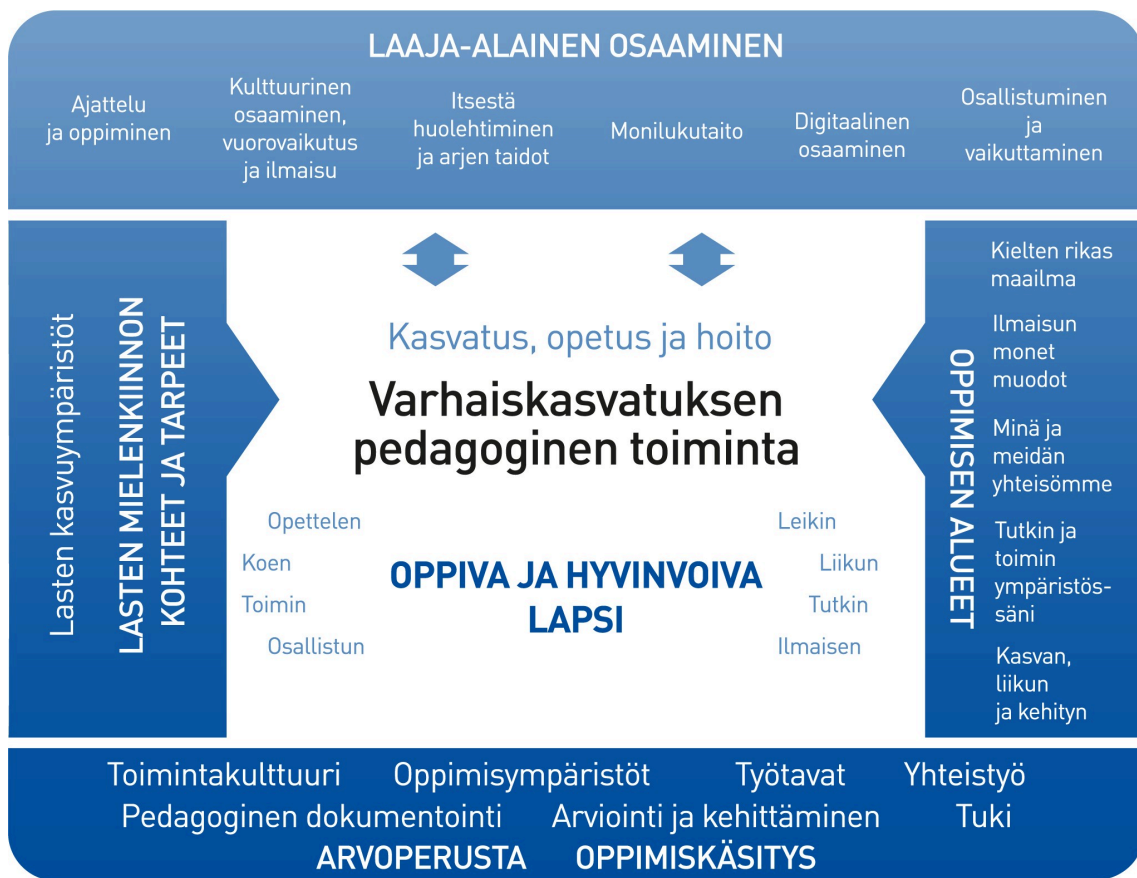 LAAJA-ALAINEN OSAAMINEN
Ajattelu
ja oppiminen
Kulttuurinen
osaaminen,
vuorovaikutus
ja ilmaisu
Itsestä
huolehtiminen
ja arjen taidot
Monilukutaito
Digitaalinen
osaaminen
Osallistuminen
ja
vaikuttaminen
Lasten kasvuympäristöt
LASTEN MIELENKIINNON
KOHTEET JA TARPEET
Kasvatus, opetus ja hoito
Varhaiskasvatuksen
pedagoginen toiminta
Opettelen
Koen
Toimin
Osallistun
OPPIVA JA HYVINVOIVA
LAPSI
Leikin
Liikun
Tutkin
Ilmaisen
OPPIMISEN ALUEET
Kielten rikas
maailma
Ilmaisun
monet
muodot
Minä ja
meidän
yhteisömme
Tutkin ja
toimin
ympäristös-
säni
Kasvan,
liikun
ja kehityn
Toimintakulttuuri Oppimisympäristöt Työtavat Yhteistyö
Pedagoginen dokumentointi Arviointi ja kehittäminen Tuki
ARVOPERUSTA OPPIMISKÄSITYS